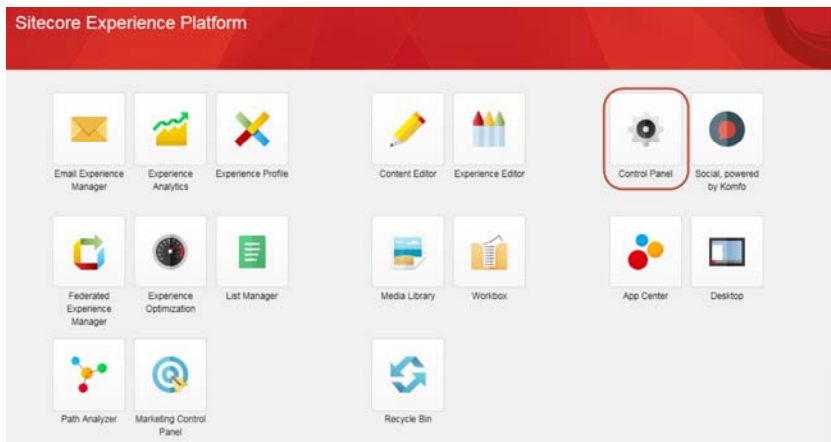 Sitecore Experience Platform
Email Experience
Manager
Experience
Analytics
Experience Profile
Content Editor
Experience Editor
Control Panel
Social, powered
by Komfo
Federated
Experience
Manager
Experience
Optimization
List Manager
Media Library
Workbox
App Center
Desktop
Path Analyzer
Marketing Control
Panel
Recycle Bin